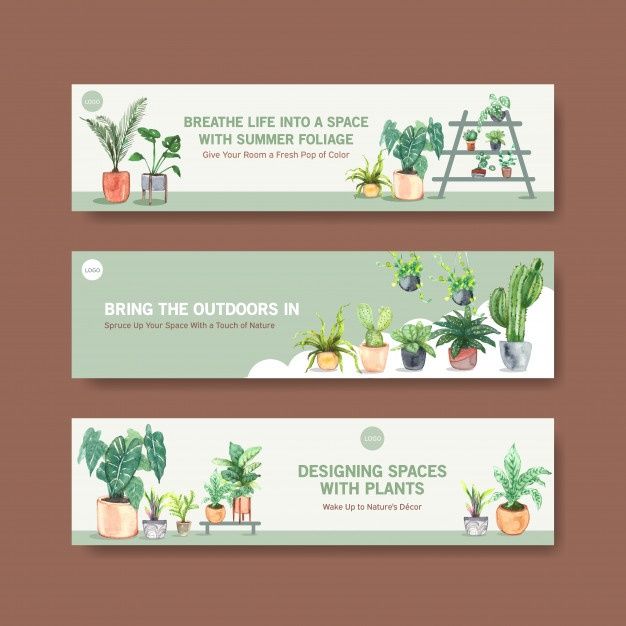 LOGO
BREATHE LIFE INTO A SPACE
WITH SUMMER FOLIAGE
Give Your Room a Fresh Pop of Color
LOGO
BRING THE OUTDOORS IN
Spruce Up Your Space With a Touch of Nature
LOGO
DESIGNING SPACES
WITH PLANTS
Wake Up to Nature's Décor